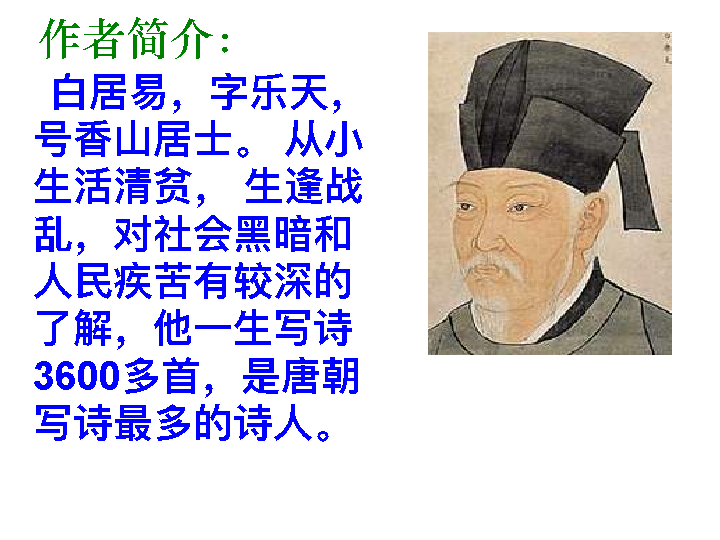 作者简介：
白居易，字乐天，
号香山居士。 从小
生活清贫， 生逢战
乱，对社会黑暗和
人民疾苦有较深的
了解，他一生写诗
3600多首，是唐朝
写诗最多的诗人。